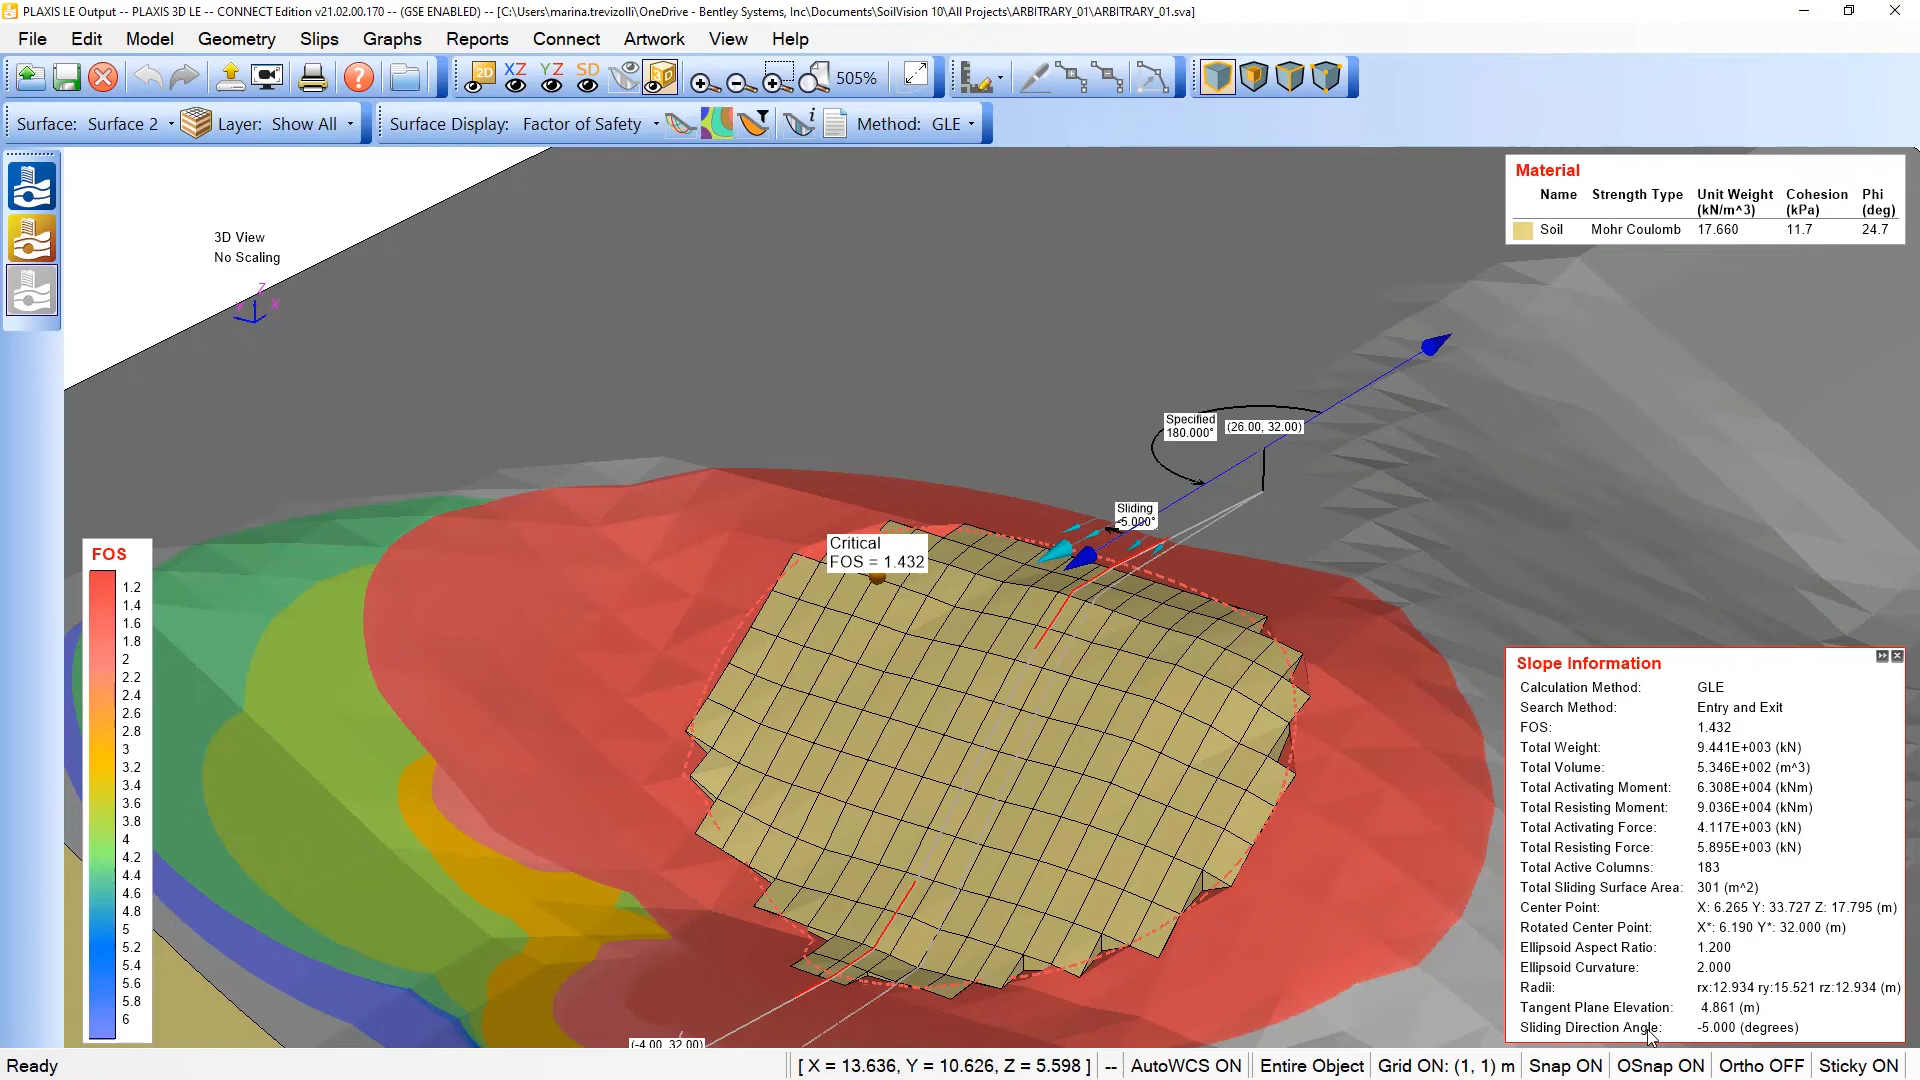 PLAXIS LE Output -- PLAXIS 3D LE -- CONNECT Edition v21.02.00.170 -- (GSE ENABLED) -- [C:\Users\marina.trevizolli\OneDrive - Bentley Systems, Inc\Documents\SoilVision 10\All Projects\ARBITRARY_01\ARBITRARY_01.sva]
File Edit Model Geometry Slips Graphs Reports Connect Artwork View Help
2D XZ YZ SD 3D 505%
Surface: Surface 2 Layer: Show All Surface Display: Factor of Safety Method: GLE
3D View
No Scaling
Z
X
Material
Name Strength Type Unit Weight (kN/m^3) Cohesion (kPa) Phi (deg)
Soil Mohr Coulomb 17.660 11.7 24.7
Specified
180.000°
(26.00, 32.00)
Sliding
-5.000°
Critical
FOS = 1.432
(-4.00, 32.00)
FOS
1.2
1.4
1.6
1.8
2
2.2
2.4
2.6
2.8
3
3.2
3.4
3.6
3.8
4
4.2
4.4
4.6
4.8
5
5.2
5.4
5.6
5.8
6
Slope Information
Calculation Method: GLE
Search Method: Entry and Exit
FOS: 1.432
Total Weight: 9.441E+003 (kN)
Total Volume: 5.346E+002 (m^3)
Total Activating Moment: 6.308E+004 (kNm)
Total Resisting Moment: 9.036E+004 (kNm)
Total Activating Force: 4.117E+003 (kN)
Total Resisting Force: 5.895E+003 (kN)
Total Active Columns: 183
Total Sliding Surface Area: 301 (m^2)
Center Point: X: 6.265 Y: 33.727 Z: 17.795 (m)
Rotated Center Point: X*: 6.190 Y*: 32.000 (m)
Ellipsoid Aspect Ratio: 1.200
Ellipsoid Curvature: 2.000
Radii: rx:12.934 ry:15.521 rz:12.934 (m)
Tangent Plane Elevation: 4.861 (m)
Sliding Direction Angle: -5.000 (degrees)
Ready [ X = 13.636, Y = 10.626, Z = 5.598 ] -- AutoWCS ON Entire Object Grid ON: (1, 1) m Snap ON OSnap ON Ortho OFF Sticky ON